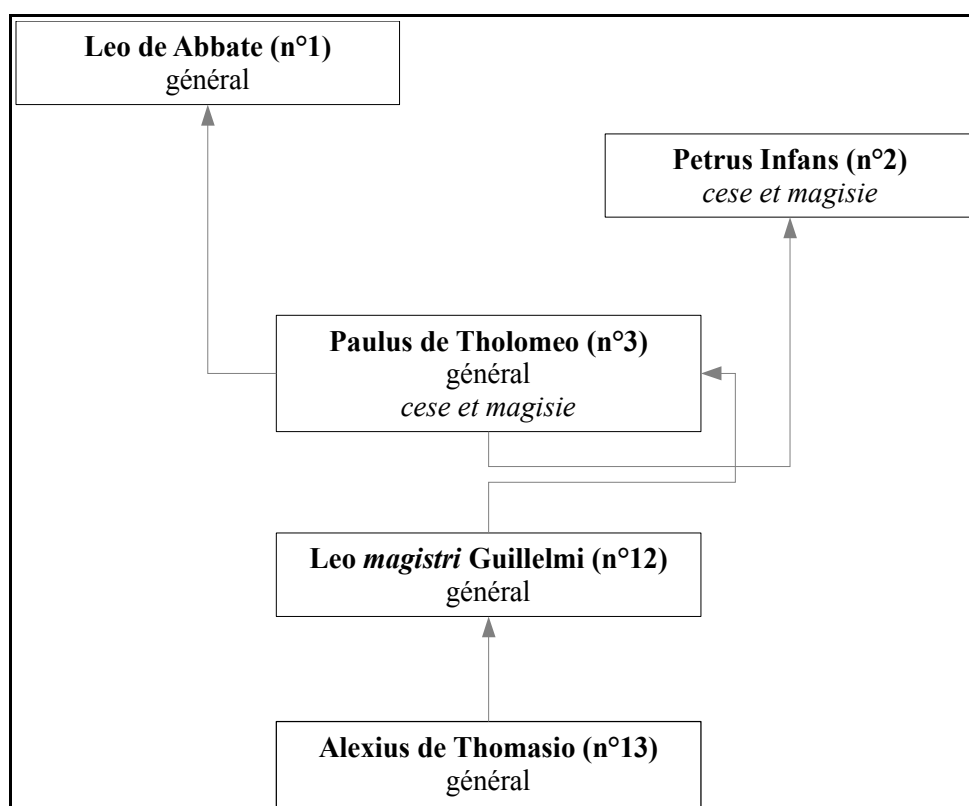 Leo de Abbate (n°1)
général
Petrus Infans (n°2)
cese et magisie
Paulus de Tholomeo (n°3)
général
cese et magisie
Leo magistri Guillelmi (n°12)
général
Alexius de Thomasio (n°13)
général